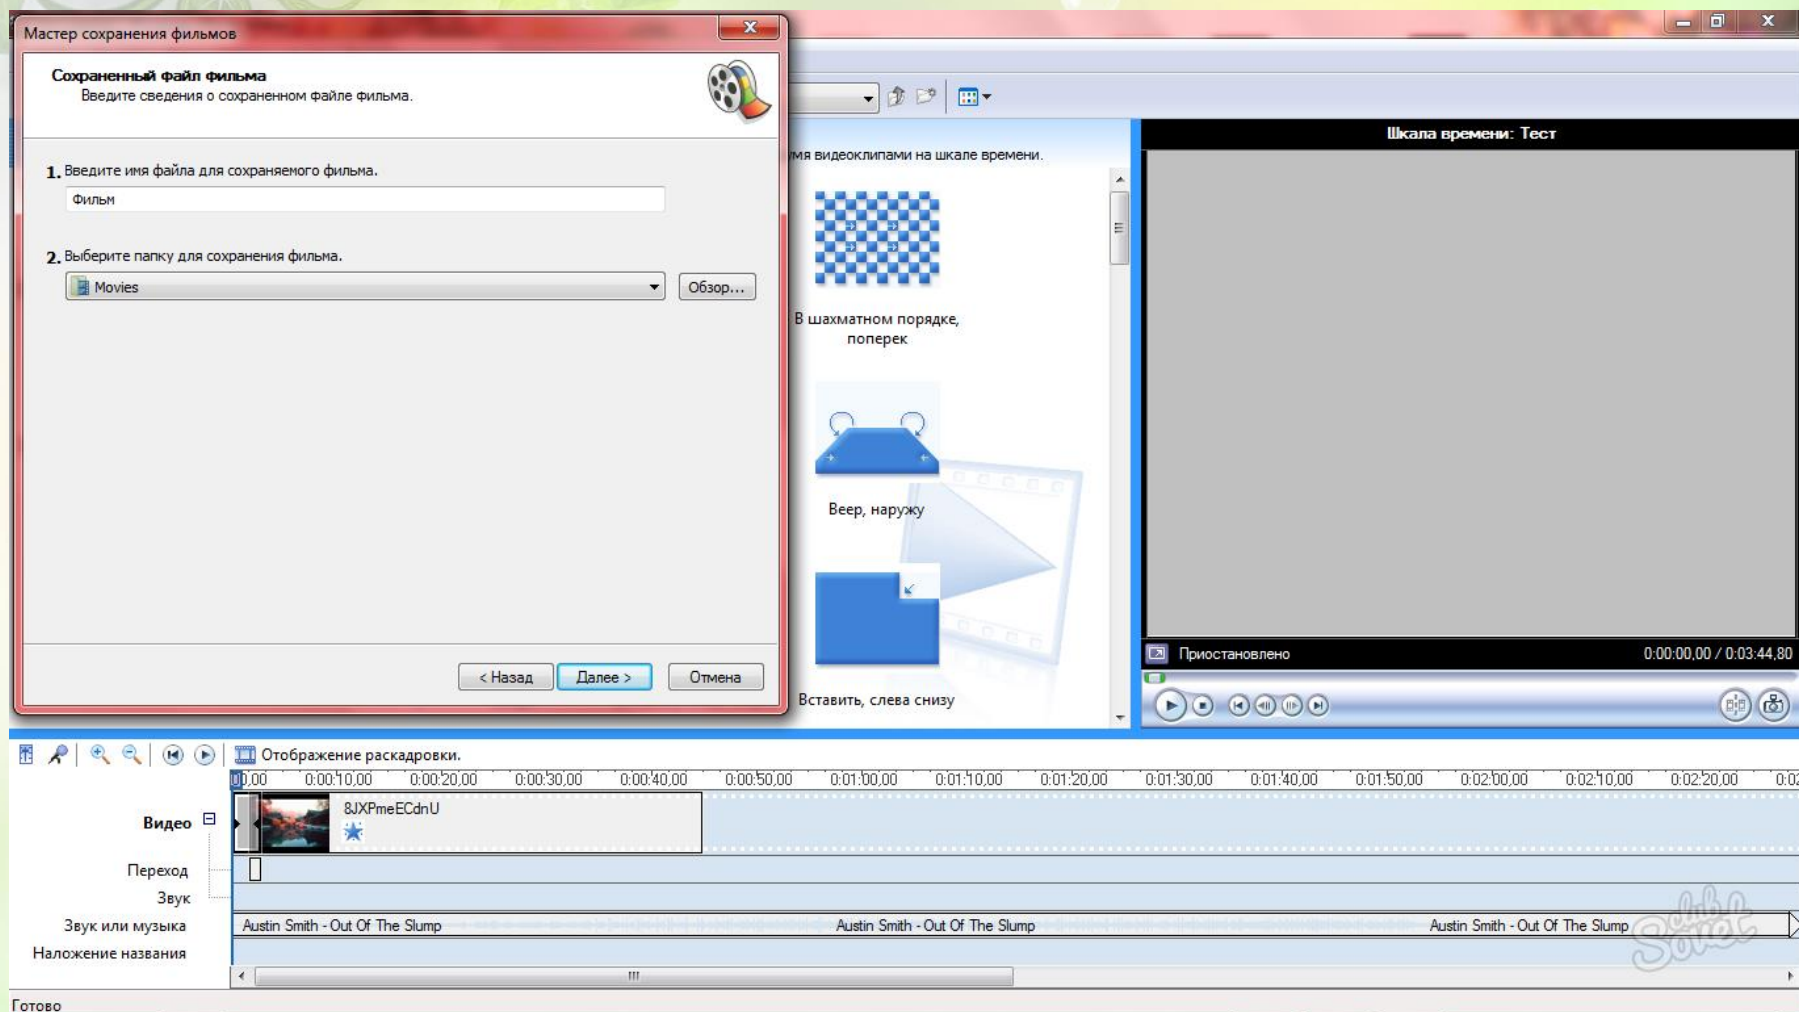 Мастер сохранения фильмов
Сохраненный файл фильма
Введите сведения о сохраненном файле фильма.
1. Введите имя файла для сохраняемого фильма.
Фильм
2. Выберите папку для сохранения фильма.
Movies
Обзор...
< Назад
Далее >
Отмена
видеоклипами на шкале времени.
В шахматном порядке,
поперек
Веер, наружу
Вставить, слева снизу
Шкала времени: Тест
Приостановлено
0:00:00,00 / 0:03:44,80
Отображение раскадровки.
0:00:10,00 0:00:20,00 0:00:30,00 0:00:40,00 0:00:50,00 0:01:00,00 0:01:10,00 0:01:20,00 0:01:30,00 0:01:40,00 0:01:50,00 0:02:00,00 0:02:10,00 0:02:20,00
Видео
8JXPmeECdnU
Переход
Звук
Звук или музыка
Austin Smith - Out Of The Slump Austin Smith - Out Of The Slump Austin Smith - Out Of The Slump
Наложение названия
club
Sovet
Готово